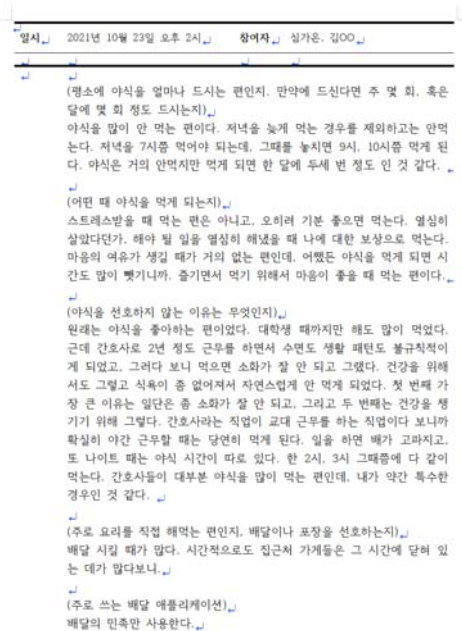 일시 2021년 10월 23일 오후 2시 참여자 심가은, 김OO
(평소에 야식을 얼마나 드시는 편인지. 만약에 드신다면 주 몇 회, 혹은
달에 몇 회 정도 드시는지)
야식을 많이 안 먹는 편이다. 저녁을 늦게 먹는 경우를 제외하고는 안먹
는다. 저녁을 7시쯤 먹어야 되는데, 그때를 놓치면 9시, 10시쯤 먹게 된
다. 야식은 거의 안먹지만 먹게 되면 한 달에 두세 번 정도 인 것 같다.
(어떤 때 야식을 먹게 되는지)
스트레스받을 때 먹는 편은 아니고, 오히려 기분 좋으면 먹는다. 열심히
살았다던가, 해야 될 일을 열심히 해냈을 때 나에 대한 보상으로 먹는다.
마음의 여유가 생길 때가 거의 없는 편인데, 어쨌든 야식을 먹게 되면 시
간도 많이 뺏기니까, 즐기면서 먹기 위해서 마음이 좋을 때 먹는 편이다.
(야식을 선호하지 않는 이유는 무엇인지)
원래는 야식을 좋아하는 편이었다. 대학생 때까지만 해도 많이 먹었다.
근데 간호사로 2년 정도 근무를 하면서 수면도 생활 패턴도 불규칙적이
게 되었고, 그러다 보니 먹으면 소화가 잘 안 되고 그랬다. 건강을 위해
서도 그렇고 식욕이 좀 없어져서 자연스럽게 안 먹게 되었다. 첫 번째 가
장 큰 이유는 일단은 좀 소화가 잘 안 되고, 그리고 두 번째는 건강을 챙
기기 위해 그렇다. 간호사라는 직업이 교대 근무를 하는 직업이다 보니까
확실히 야간 근무할 때는 당연히 먹게 된다. 일을 하면 배가 고파지고,
또 나이트 때는 야식 시간이 따로 있다. 한 2시, 3시 그때쯤에 다 같이
먹는다. 간호사들이 대부분 야식을 많이 먹는 편인데, 내가 약간 특수한
경우인 것 같다.
(주로 요리를 직접 해먹는 편인지, 배달이나 포장을 선호하는지)
배달 시킬 때가 많다. 시간적으로도 집근처 가게들은 그 시간에 닫혀 있
는 데가 많다보니.
(주로 쓰는 배달 애플리케이션)
배달의 민족만 사용한다.